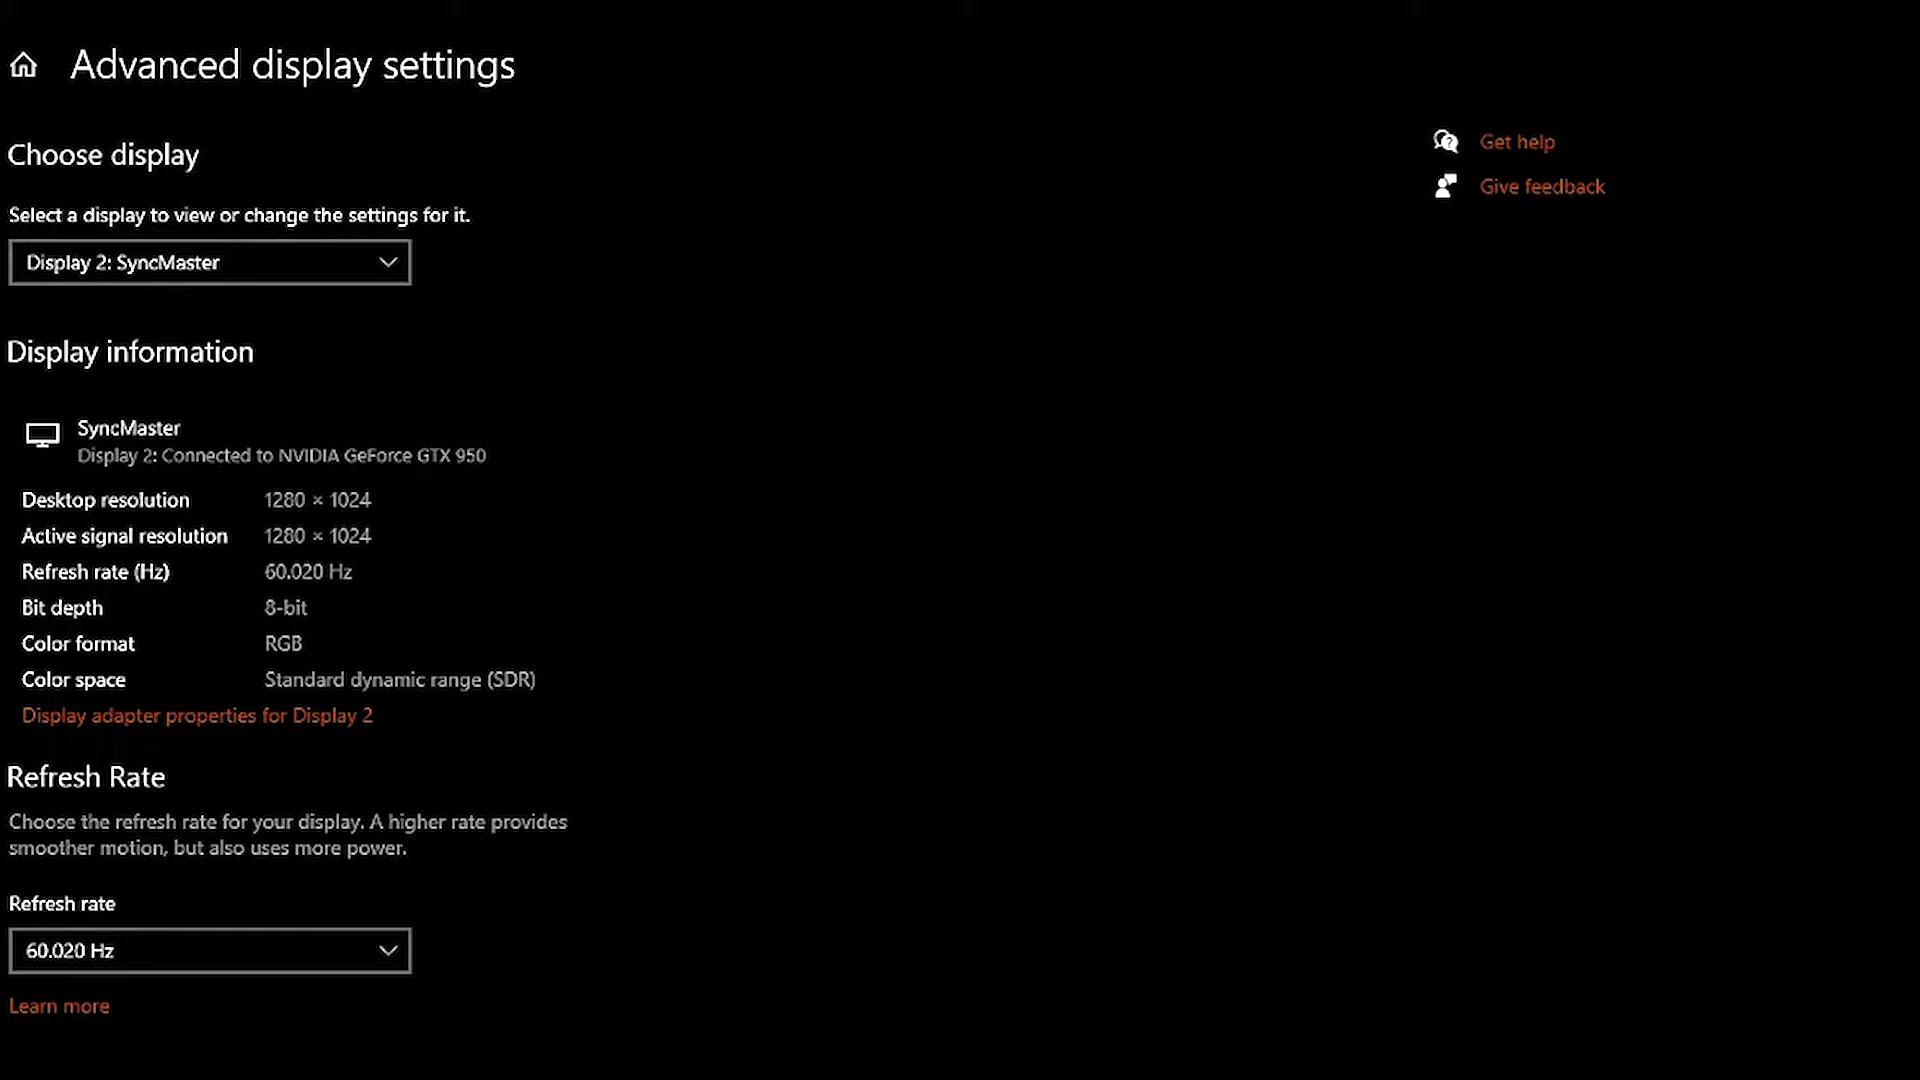 Advanced display settings
Choose display
Select a display to view or change the settings for it.
Display 2: SyncMaster
Display information
SyncMaster
Display 2: Connected to NVIDIA GeForce GTX 950
Desktop resolution 1280 × 1024
Active signal resolution 1280 × 1024
Refresh rate (Hz) 60.020 Hz
Bit depth 8-bit
Color format RGB
Color space Standard dynamic range (SDR)
Display adapter properties for Display 2
Refresh Rate
Choose the refresh rate for your display. A higher rate provides
smoother motion, but also uses more power.
Refresh rate
60.020 Hz
Learn more
Get help
Give feedback